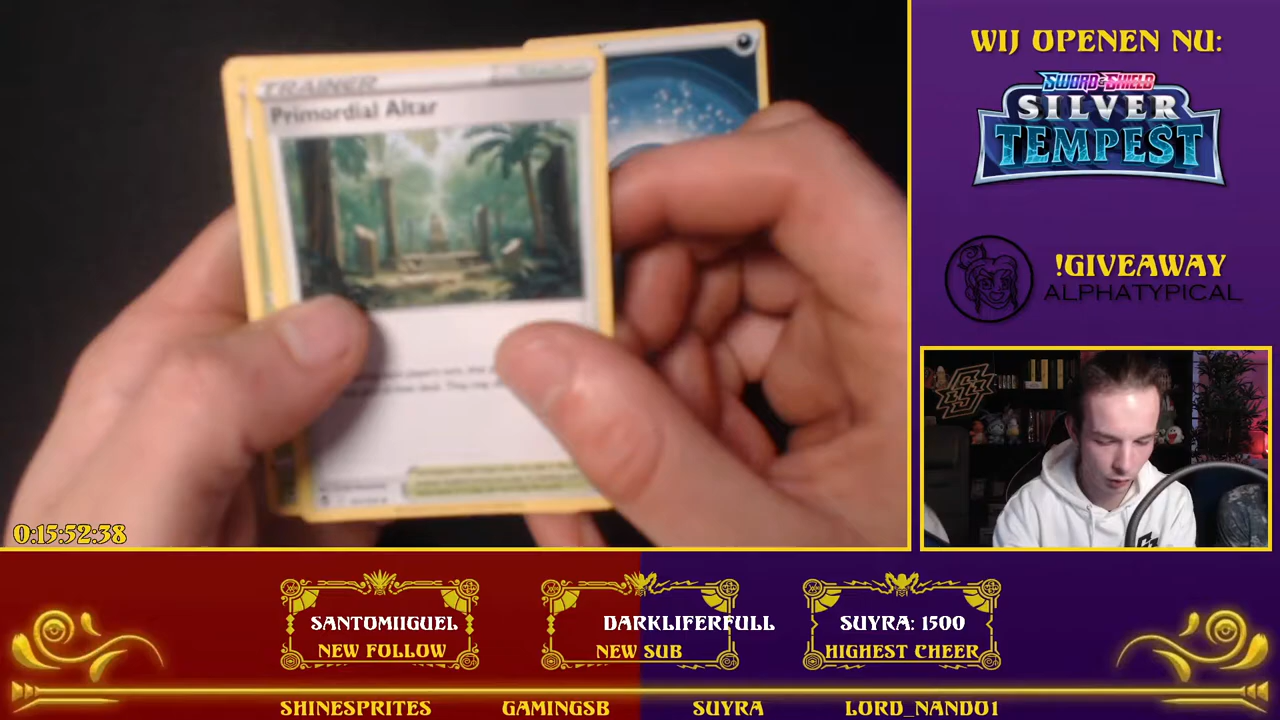 TRAINER
Primordial Altar
0:15:52:38
WIJ OPENEN NU:
SWORD & SHIELD
SILVER
TEMPEST
!GIVEAWAY
ALPHATYPICAL
SANTOMIIGUEL
NEW FOLLOW
DARKLIFERFULL
NEW SUB
SUYRA: 1500
HIGHEST CHEER
SHINESPRITES
GAMINGSB
SUYRA
LORD_NANDO1